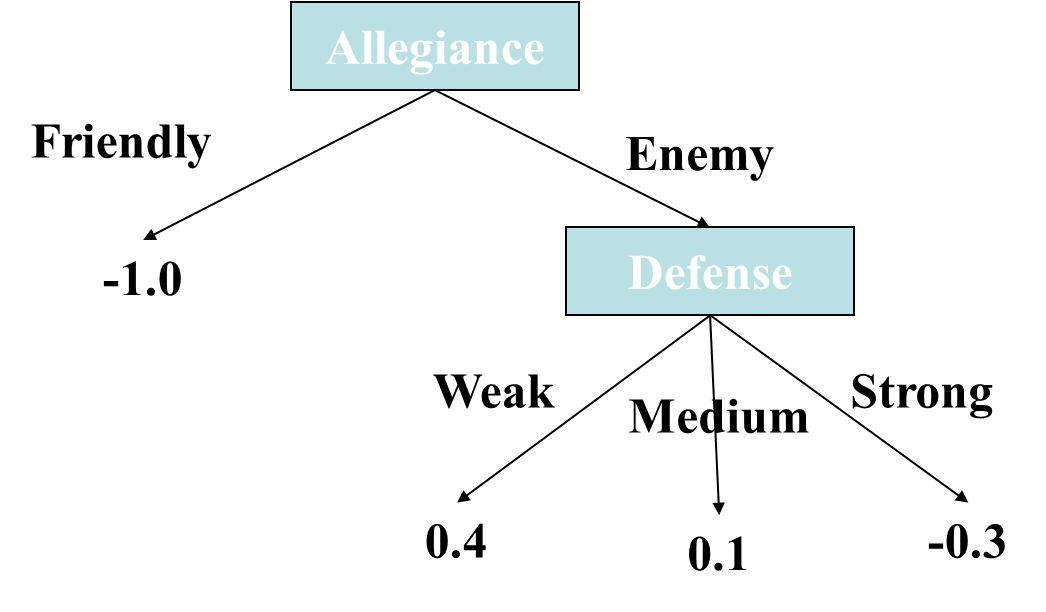 Allegiance
Friendly
Enemy
-1.0
Defense
Weak
Medium
Strong
0.4
0.1
-0.3